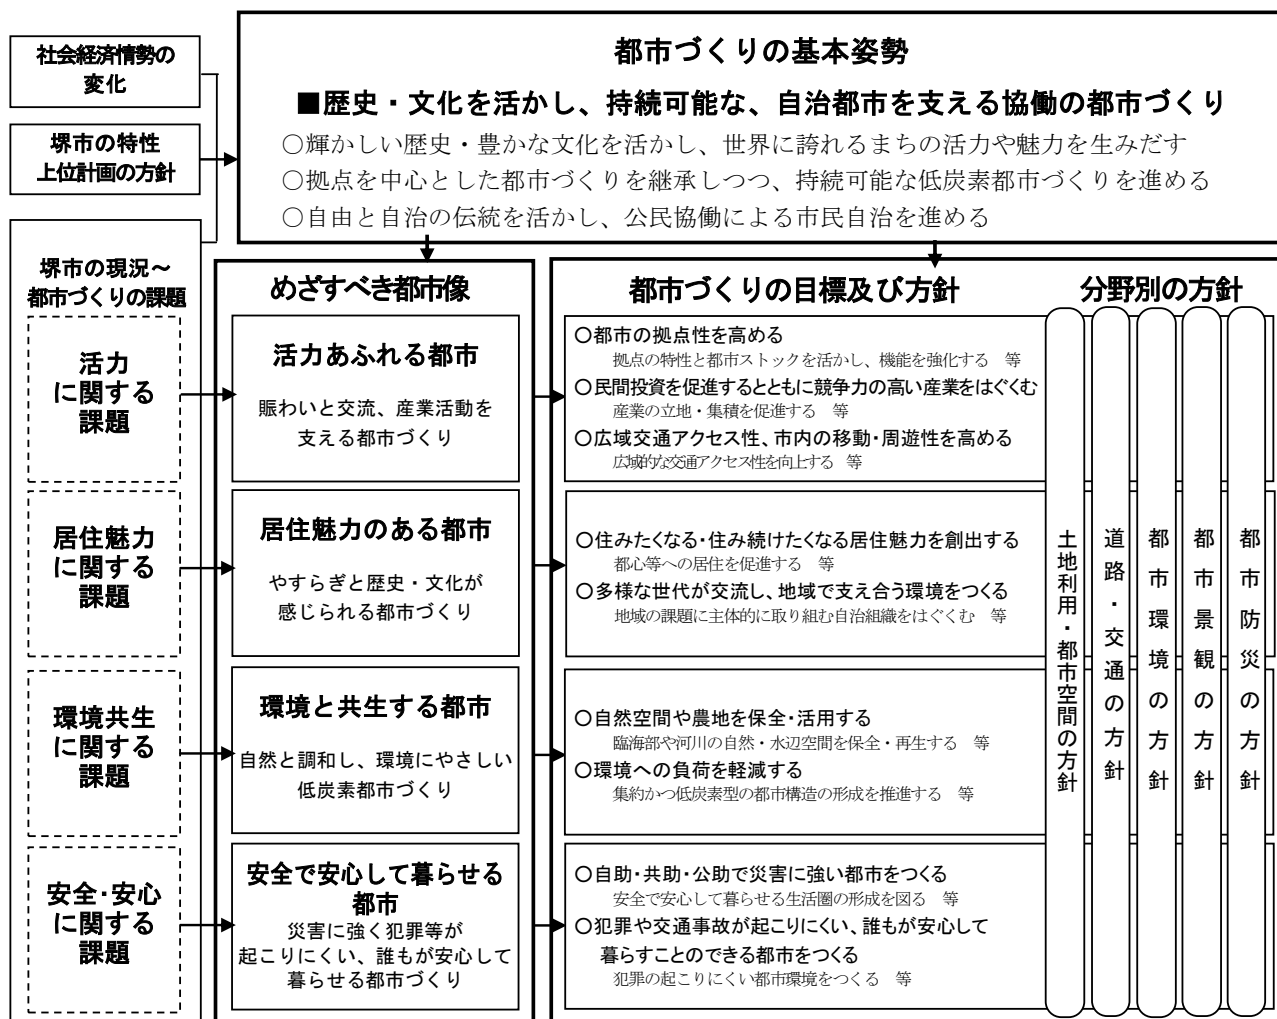 社会経済情勢の
変化
堺市の特性
上位計画の方針
都市づくりの基本姿勢
■歴史・文化を活かし、持続可能な、自治都市を支える協働の都市づくり
○輝かしい歴史・豊かな文化を活かし、世界に誇れるまちの活力や魅力を生みだす
○拠点を中心とした都市づくりを継承しつつ、持続可能な低炭素都市づくりを進める
○自由と自治の伝統を活かし、公民協働による市民自治を進める
堺市の現況～
都市づくりの課題
活力
に関する
課題
居住魅力
に関する
課題
環境共生
に関する
課題
安全・安心
に関する
課題
めざすべき都市像
活力あふれる都市
賑わいと交流、産業活動を
支える都市づくり
居住魅力のある都市
やすらぎと歴史・文化が
感じられる都市づくり
環境と共生する都市
自然と調和し、環境にやさしい
低炭素都市づくり
安全で安心して暮らせる
都市
災害に強く犯罪等が
起こりにくい、誰もが安心して
暮らせる都市づくり
都市づくりの目標及び方針
○都市の拠点性を高める
拠点の特性と都市ストックを活かし、機能を強化する　等
○民間投資を促進するとともに競争力の高い産業をはぐくむ
産業の立地・集積を促進する　等
○広域交通アクセス性、市内の移動・周遊性を高める
広域的な交通アクセス性を向上する　等
○住みたくなる・住み続けたくなる居住魅力を創出する
都心等への居住を促進する　等
○多様な世代が交流し、地域で支え合う環境をつくる
地域の課題に主体的に取り組む自治組織をはぐくむ　等
○自然空間や農地を保全・活用する
臨海部や河川の自然・水辺空間を保全・再生する　等
○環境への負荷を軽減する
集約かつ低炭素型の都市構造の形成を推進する　等
○自助・共助・公助で災害に強い都市をつくる
安全で安心して暮らせる生活圏の形成を図る　等
○犯罪や交通事故が起こりにくい、誰もが安心して
暮らすことのできる都市をつくる
犯罪の起こりにくい都市環境をつくる　等
分野別の方針
土地利用・都市空間の方針
道路・交通の方針
都市環境の方針
都市景観の方針
都市防災の方針